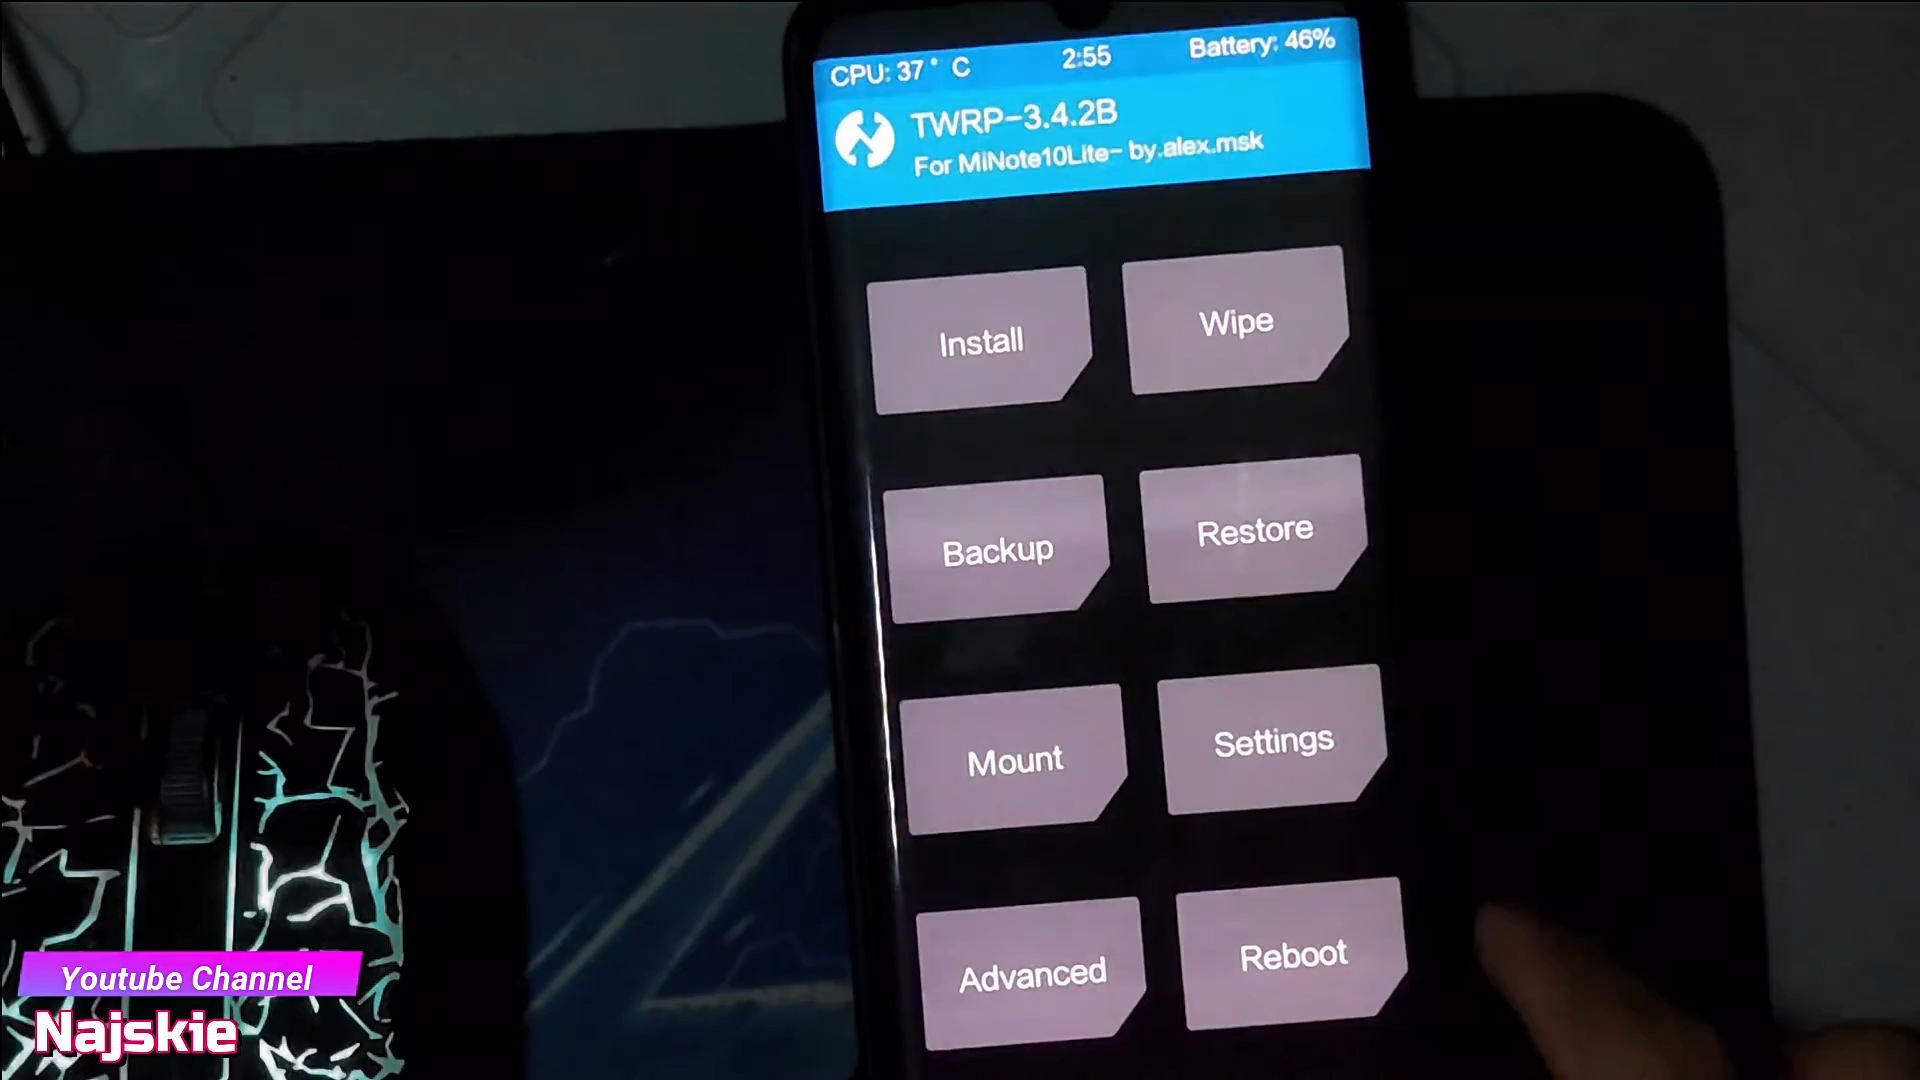 CPU: 37° C 2:55 Battery: 46%
TWRP-3.4.2B
For MiNote10Lite- by.alex.msk
Install Wipe
Backup Restore
Mount Settings
Advanced Reboot
Youtube Channel
Najskie